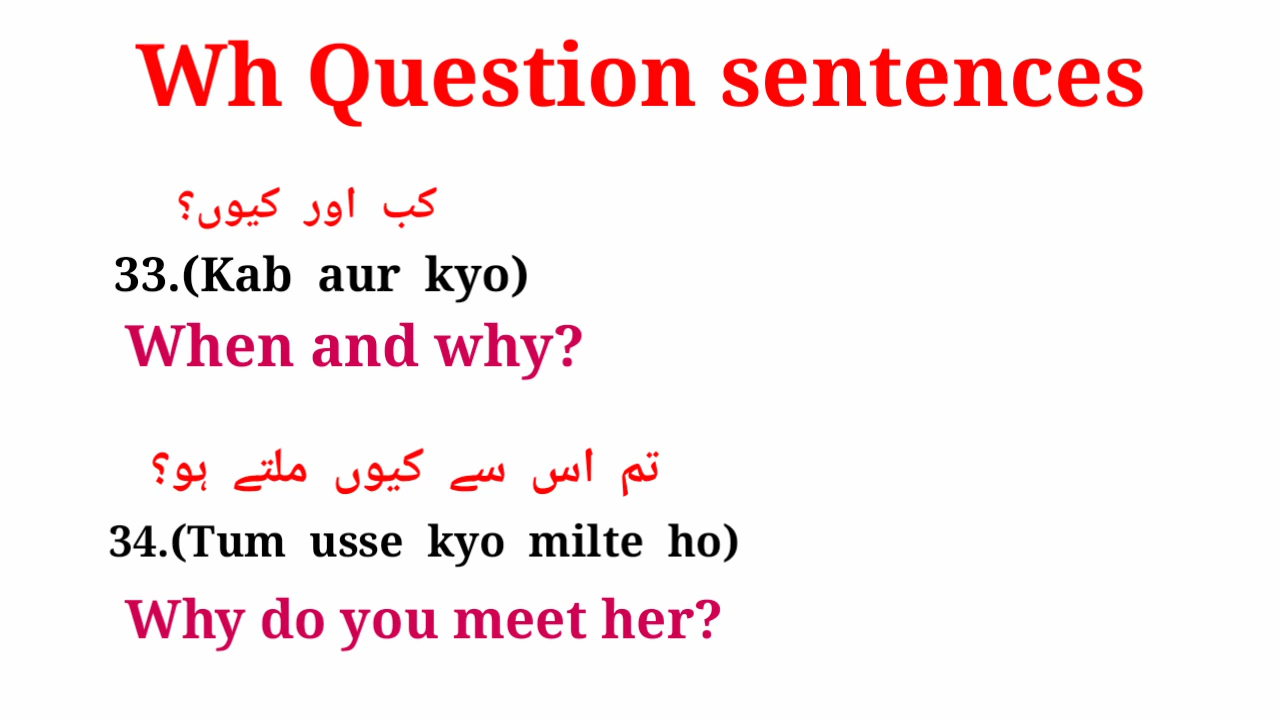 Wh Question sentences
کب اور کیوں؟
33.(Kab aur kyo)
When and why?
تم اس سے کیوں ملتے ہو؟
34.(Tum usse kyo milte ho)
Why do you meet her?